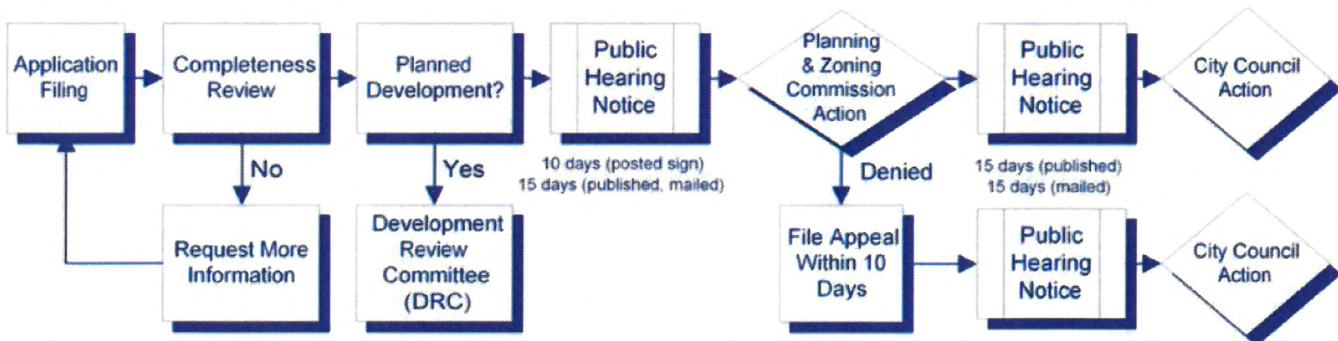 Application
Filing
Completeness
Review
Planned
Development?
Public
Hearing
Notice
Planning
& Zoning
Commission
Action
Public
Hearing
Notice
City Council
Action
No
Yes
10 days (posted sign)
15 days (published, mailed)
Denied
15 days (published)
15 days (mailed)
Request More
Information
Development
Review
Committee
(DRC)
File Appeal
Within 10
Days
Public
Hearing
Notice
City Council
Action